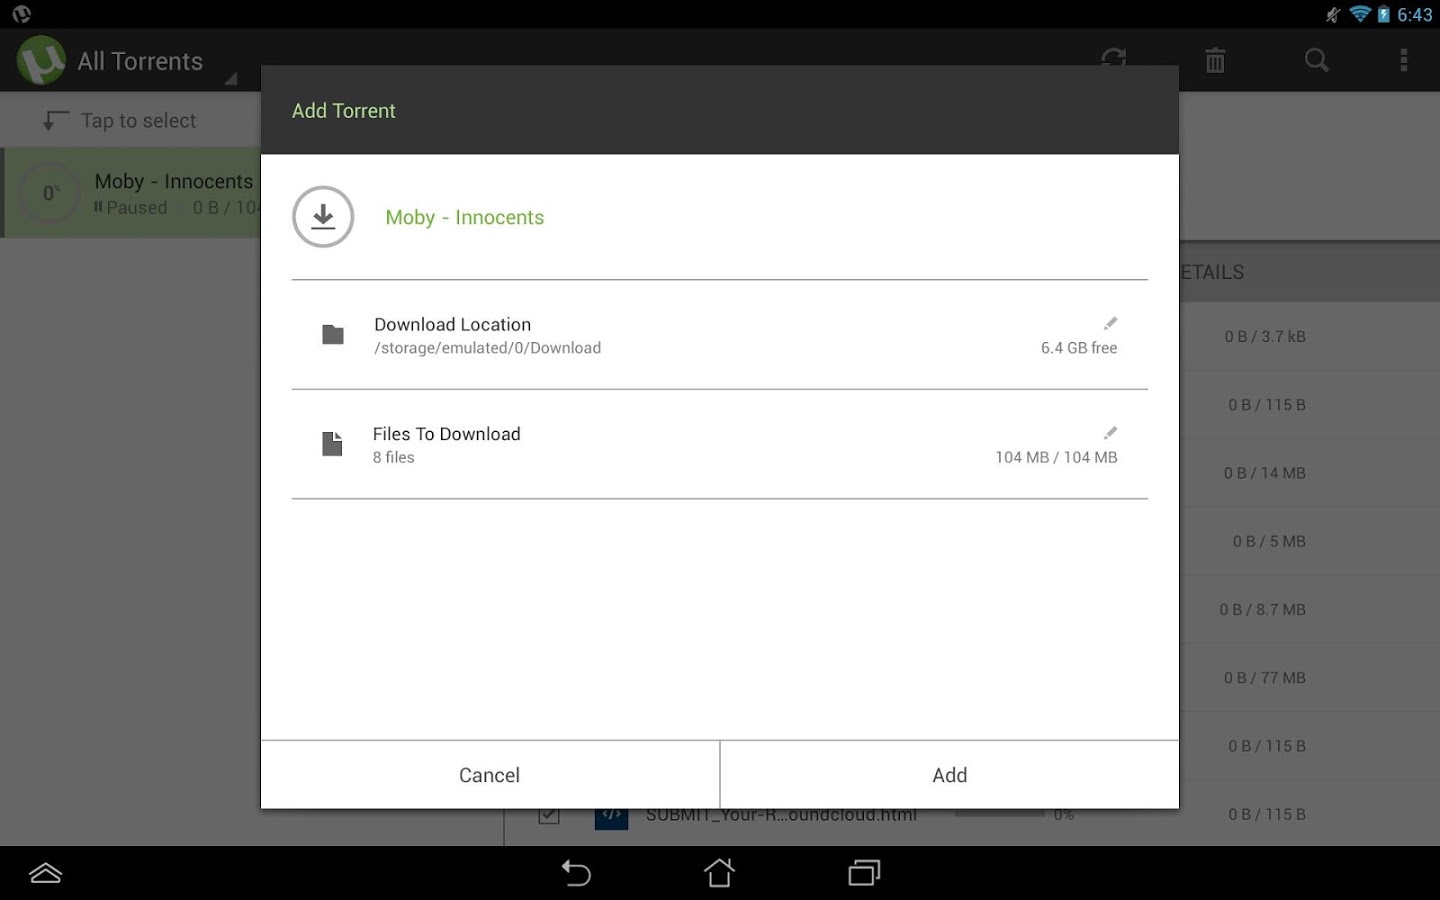 6:43
All Torrents
Tap to select
0%
Moby - Innocents
Paused 0 B / 104
Add Torrent
Moby - Innocents
Download Location
/storage/emulated/0/Download
6.4 GB free
Files To Download
8 files
104 MB / 104 MB
Cancel
Add
ETAILS
0 B / 3.7 kB
0 B / 115 B
0 B / 14 MB
0 B / 5 MB
0 B / 8.7 MB
0 B / 77 MB
0 B / 115 B
SUBMIT_Your-R...oundcloud.html 0% 0 B / 115 B